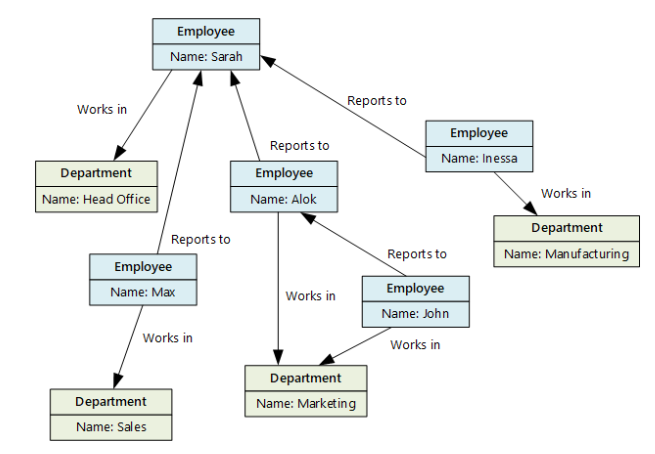 Employee
Name: Sarah
Works in
Reports to
Employee
Name: Inessa
Reports to
Department
Name: Head Office
Employee
Name: Alok
Works in
Department
Name: Manufacturing
Reports to
Reports to
Employee
Name: Max
Employee
Name: John
Works in
Works in
Works in
Department
Name: Marketing
Department
Name: Sales